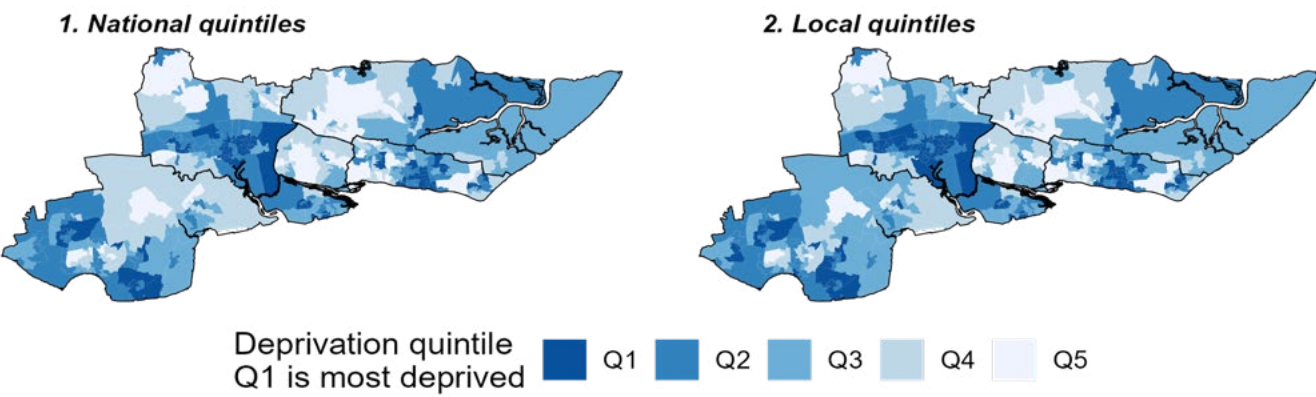 1. National quintiles
2. Local quintiles
Deprivation quintile
Q1 is most deprived
Q1
Q2
Q3
Q4
Q5